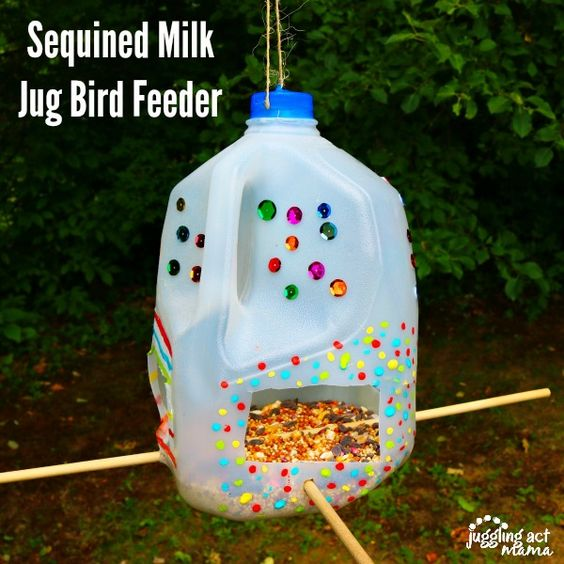 Sequined Milk
Jug Bird Feeder
juggling act
mama